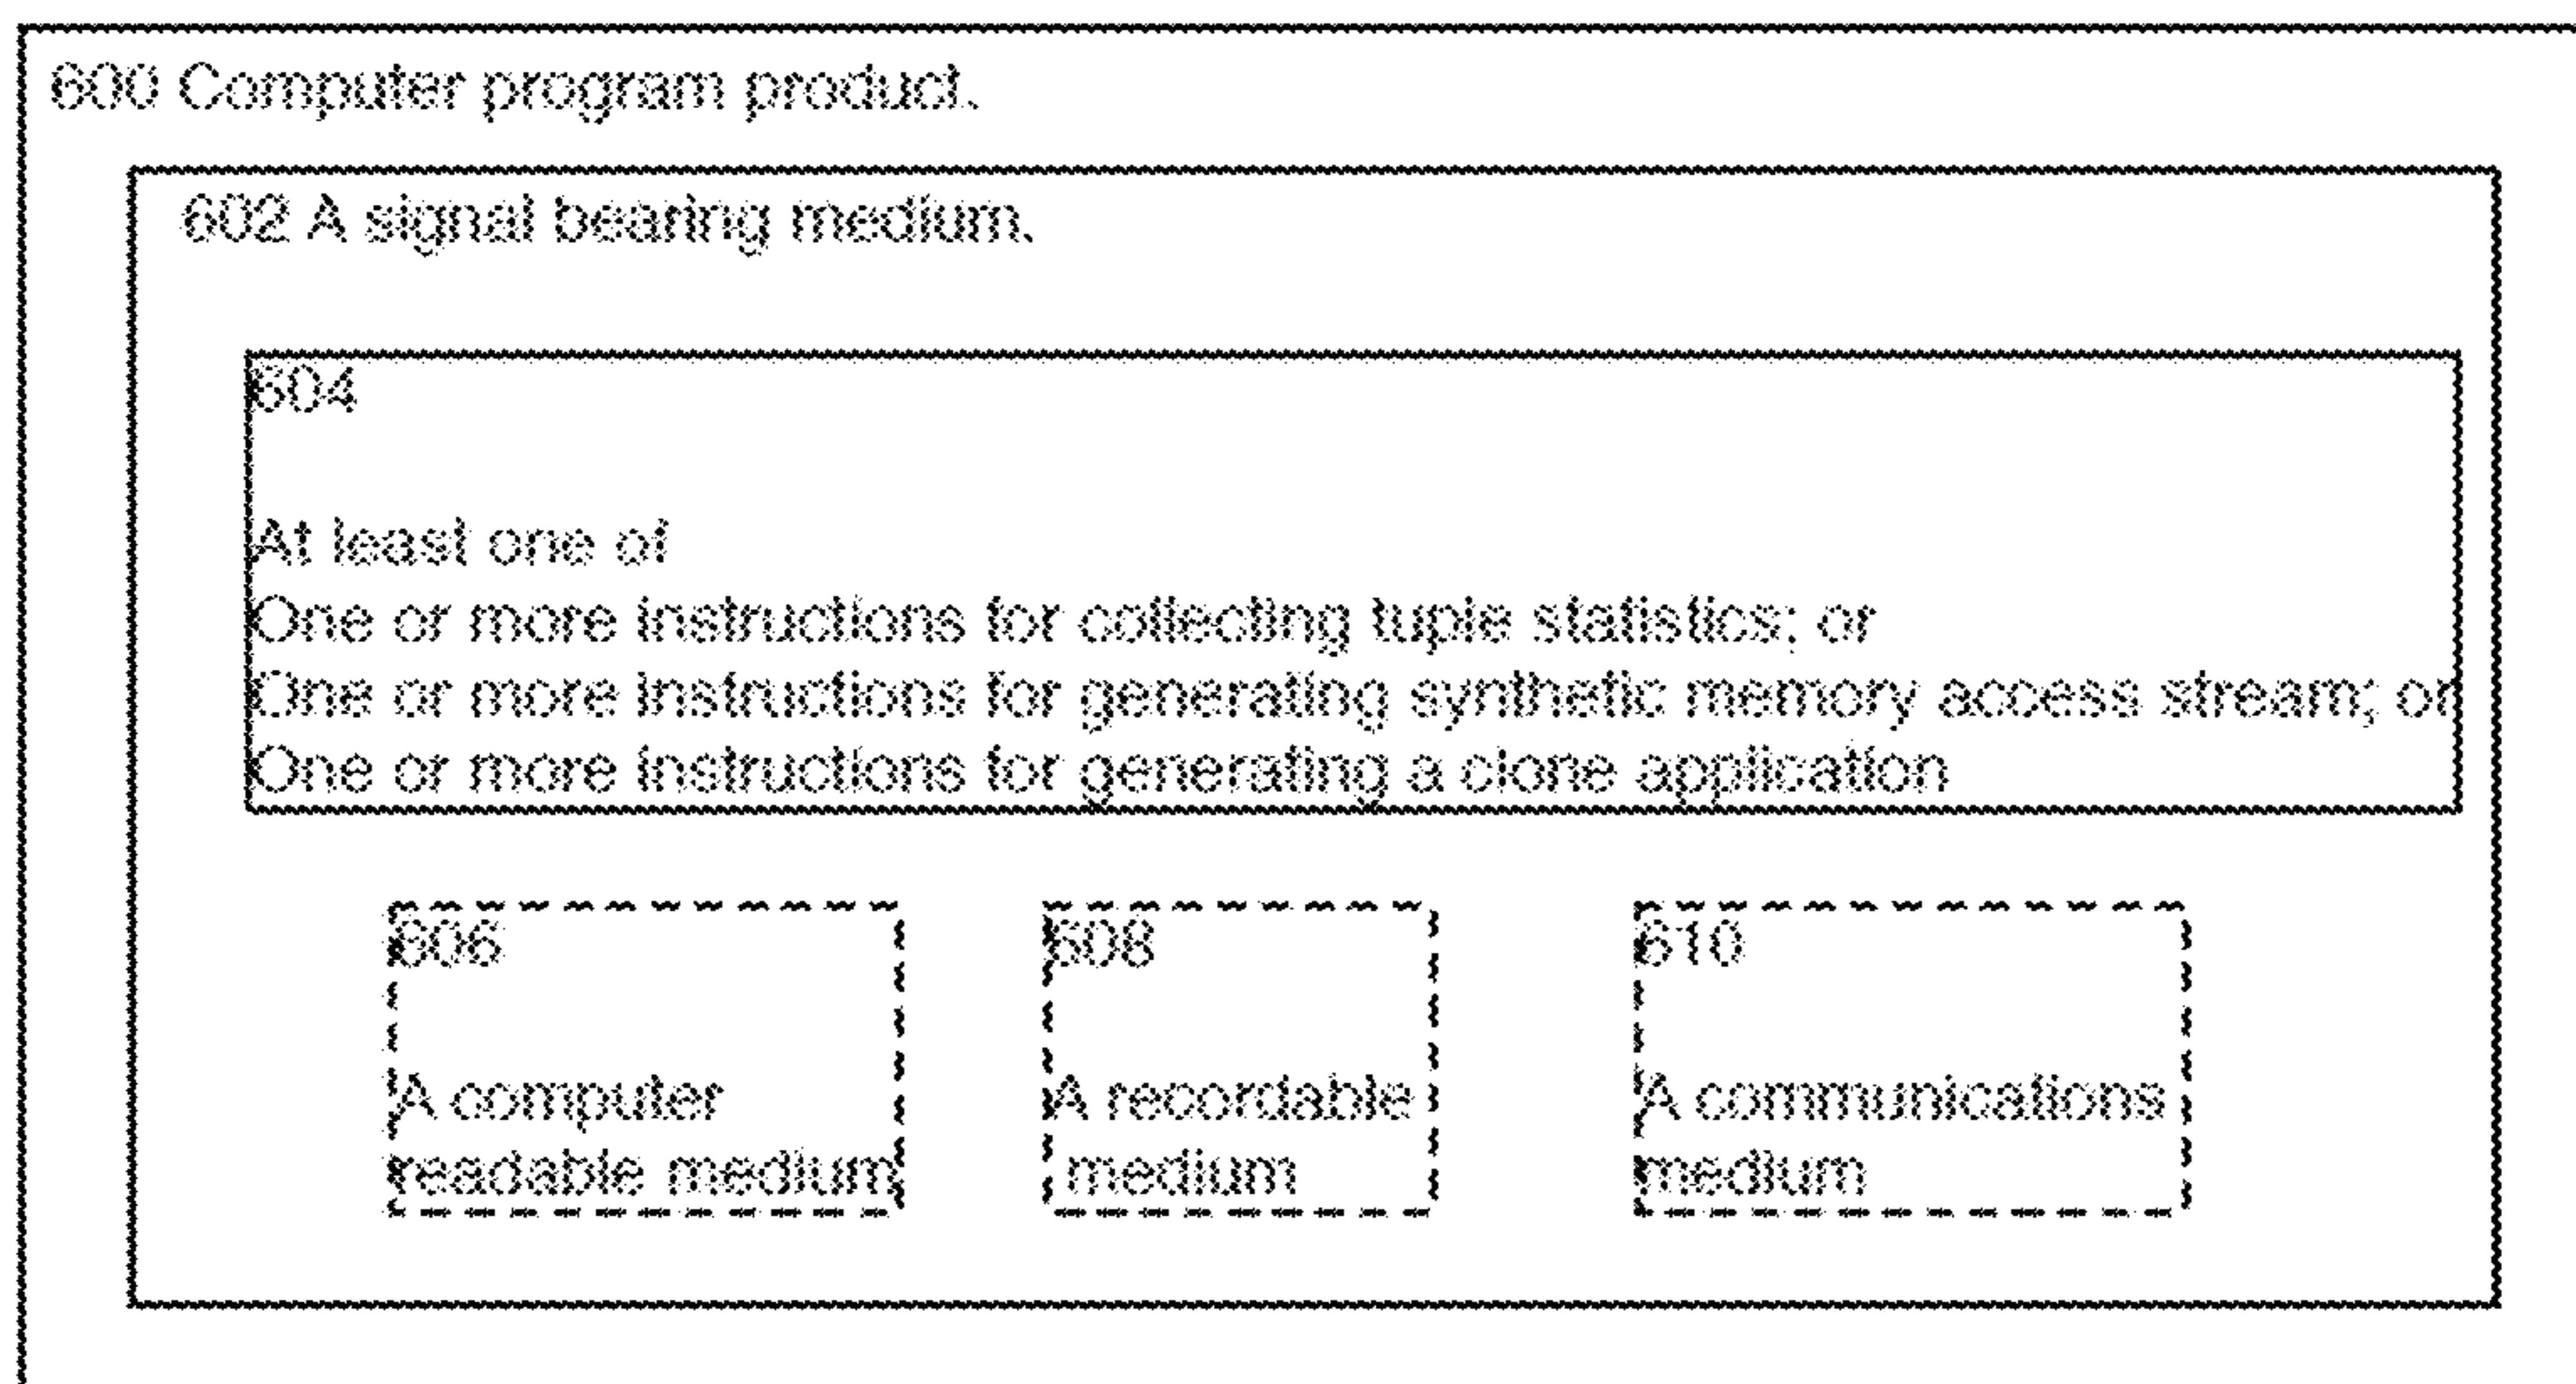 600 Computer program product.
602 A signal bearing medium.
604
At least one of
One or more instructions for collecting tuple statistics; or
One or more instructions for generating synthetic memory access stream; or
One or more instructions for generating a clone application
606
A computer
readable medium
608
A recordable
medium
610
A communications
medium